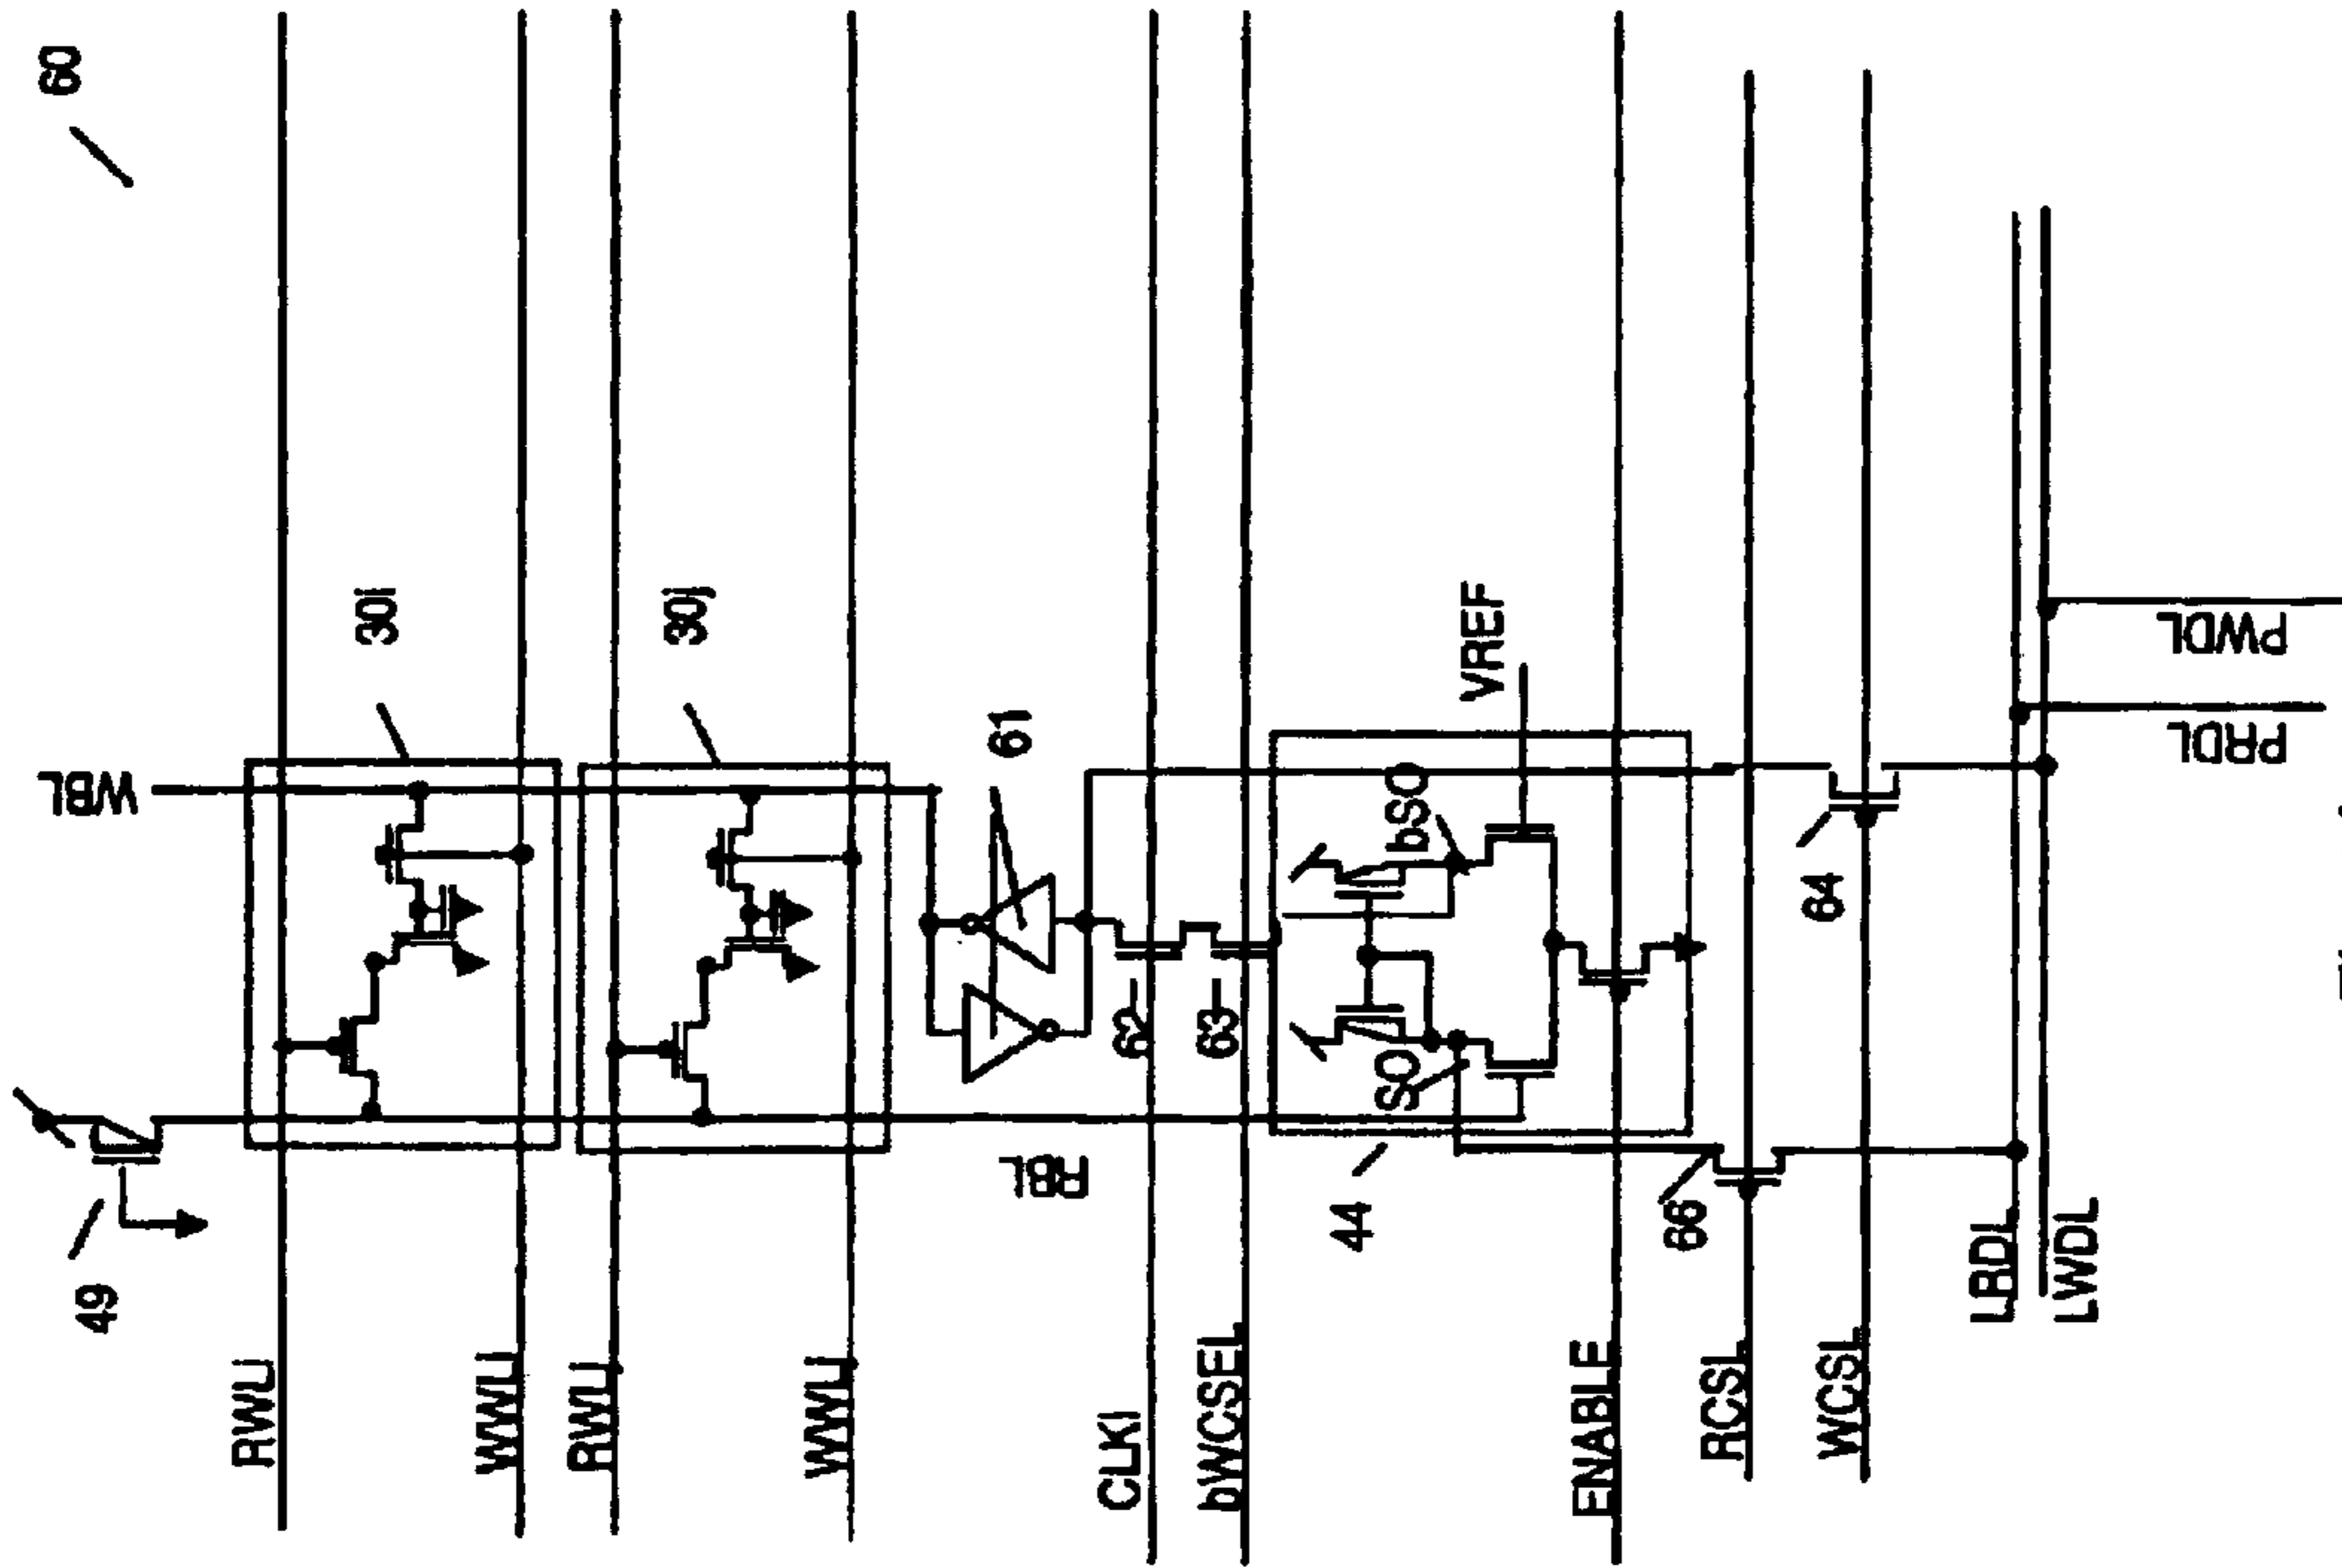 60
WBL
49
RWLi
30i
WWLi
RWLj
30j
WWLj
61
RBL
CLKI
62
bWCSEL
63
44
SO
bSO
VREF
ENABLE
66
RCSL
64
WCSL
LRDL
LWDL
PRDL
PWDL